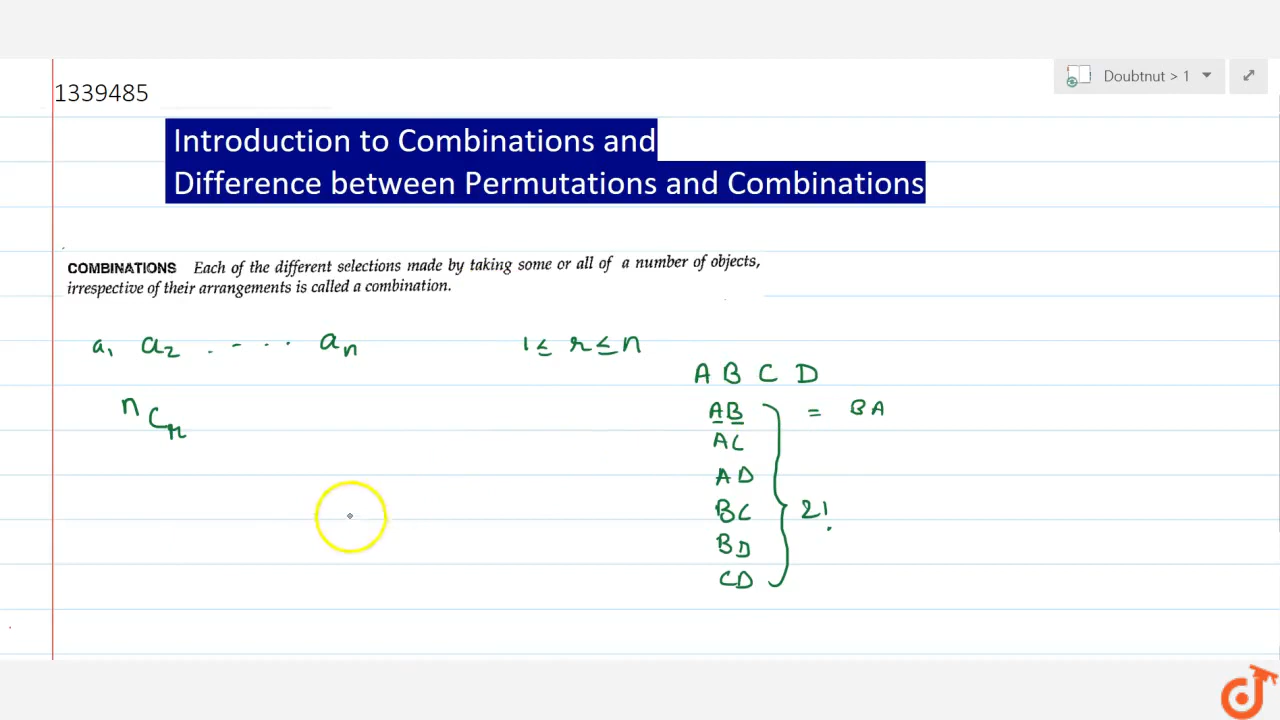 Doubtnut > 1
1339485
Introduction to Combinations and
Difference between Permutations and Combinations
COMBINATIONS Each of the different selections made by taking some or all of a number of objects,
irrespective of their arrangements is called a combination.
a₁ a₂ . - . . . aₙ 1 ≤ r ≤ n
A B C D
ⁿCᵣ
AB = BA
AC
AD
BC 2!
BD
CD